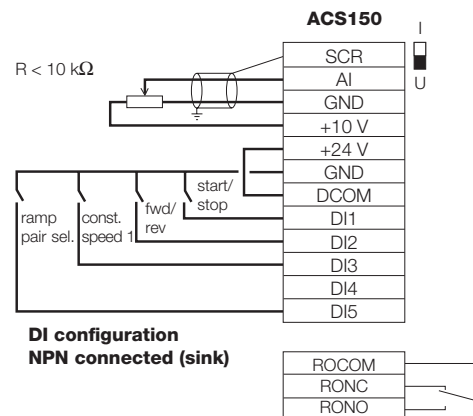 ACS150
I
U
R < 10 kΩ
SCR
AI
GND
+10 V
+24 V
GND
DCOM
DI1
DI2
DI3
DI4
DI5
start/
stop
fwd/
rev
const.
speed 1
ramp
pair sel.
DI configuration
NPN connected (sink)
ROCOM
RONC
RONO